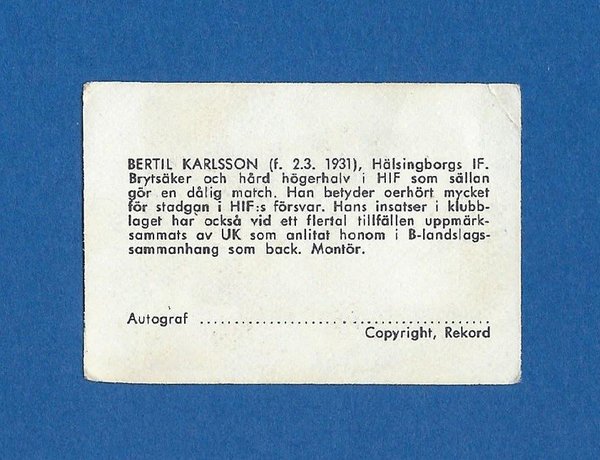 BERTIL KARLSSON (f. 2.3. 1931), Hälsingborgs IF.
Brytsäker och hård högerhalv i HIF som sällan
gör en dålig match. Han betyder oerhört mycket
för stadgan i HIF:s försvar. Hans insatser i klubb-
laget har också vid ett flertal tillfällen uppmärk-
sammats av UK som anlitat honom i B-landslags-
sammanhang som back. Montör.
Autograf ..................................................
Copyright, Rekord